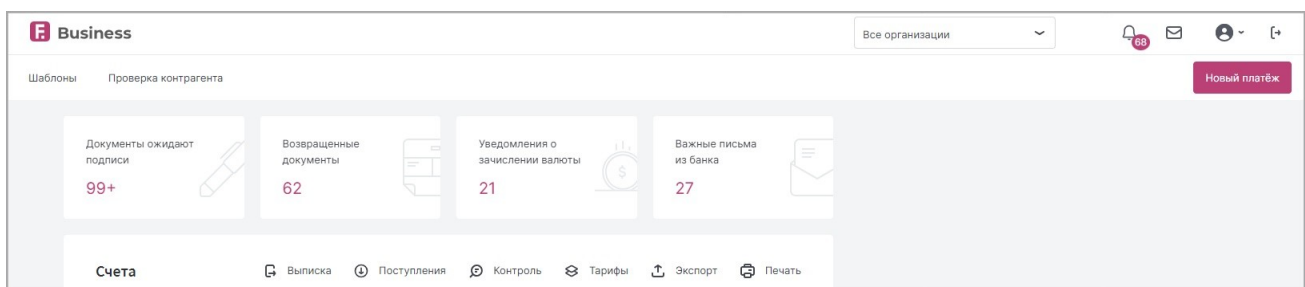 F. Business
Все организации
68
Шаблоны Проверка контрагента
Новый платёж
Документы ожидают
подписи
99+
Возвращенные
документы
62
Уведомления о
зачислении валюты
21
Важные письма
из банка
27
Счета
Выписка Поступления Контроль Тарифы Экспорт Печать